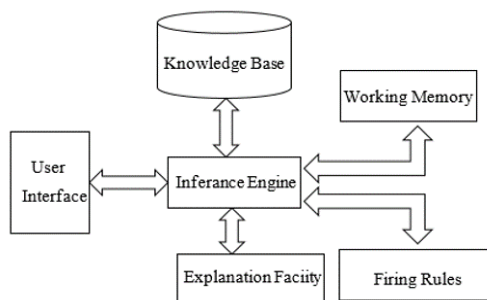 Knowledge Base
Working Memory
User
Interface
Inferance Engine
Explanation Faciity
Firing Rules